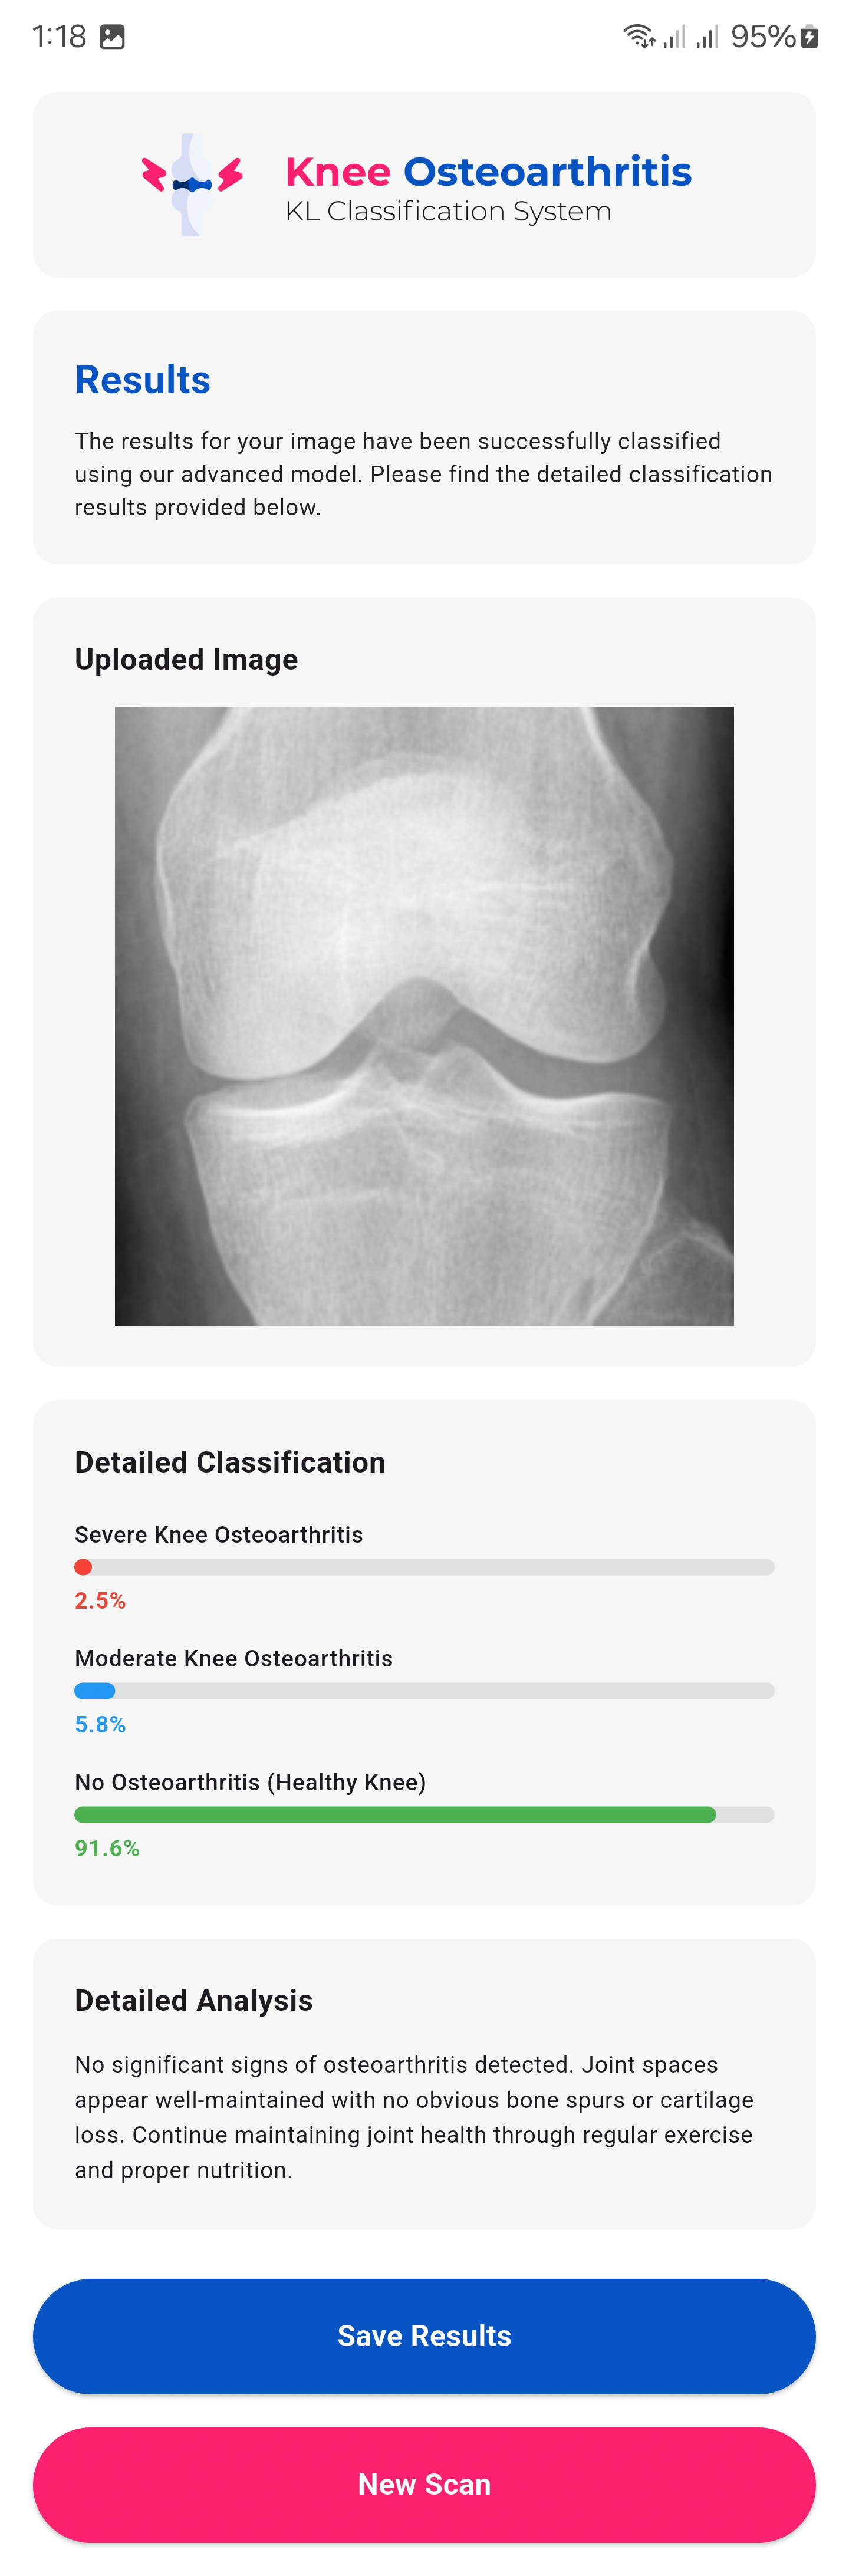 1:18 95%
Knee Osteoarthritis
KL Classification System
Results
The results for your image have been successfully classified
using our advanced model. Please find the detailed classification
results provided below.
Uploaded Image
Detailed Classification
Severe Knee Osteoarthritis
2.5%
Moderate Knee Osteoarthritis
5.8%
No Osteoarthritis (Healthy Knee)
91.6%
Detailed Analysis
No significant signs of osteoarthritis detected. Joint spaces
appear well-maintained with no obvious bone spurs or cartilage
loss. Continue maintaining joint health through regular exercise
and proper nutrition.
Save Results
New Scan